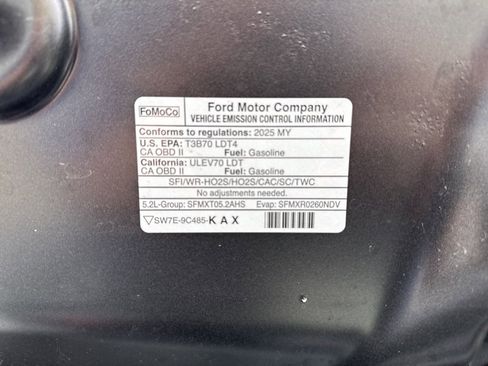 FoMoCo
Ford Motor Company
VEHICLE EMISSION CONTROL INFORMATION
Conforms to regulations: 2025 MY
U.S. EPA: T3B70 LDT4
CA OBD II Fuel: Gasoline
California: ULEV70 LDT
CA OBD II Fuel: Gasoline
SFI/WR-HO2S/HO2S/CAC/SC/TWC
No adjustments needed.
5.2L-Group: SFMXT05.2AHS Evap: SFMXR0260NDV
SW7E-9C485-KAX